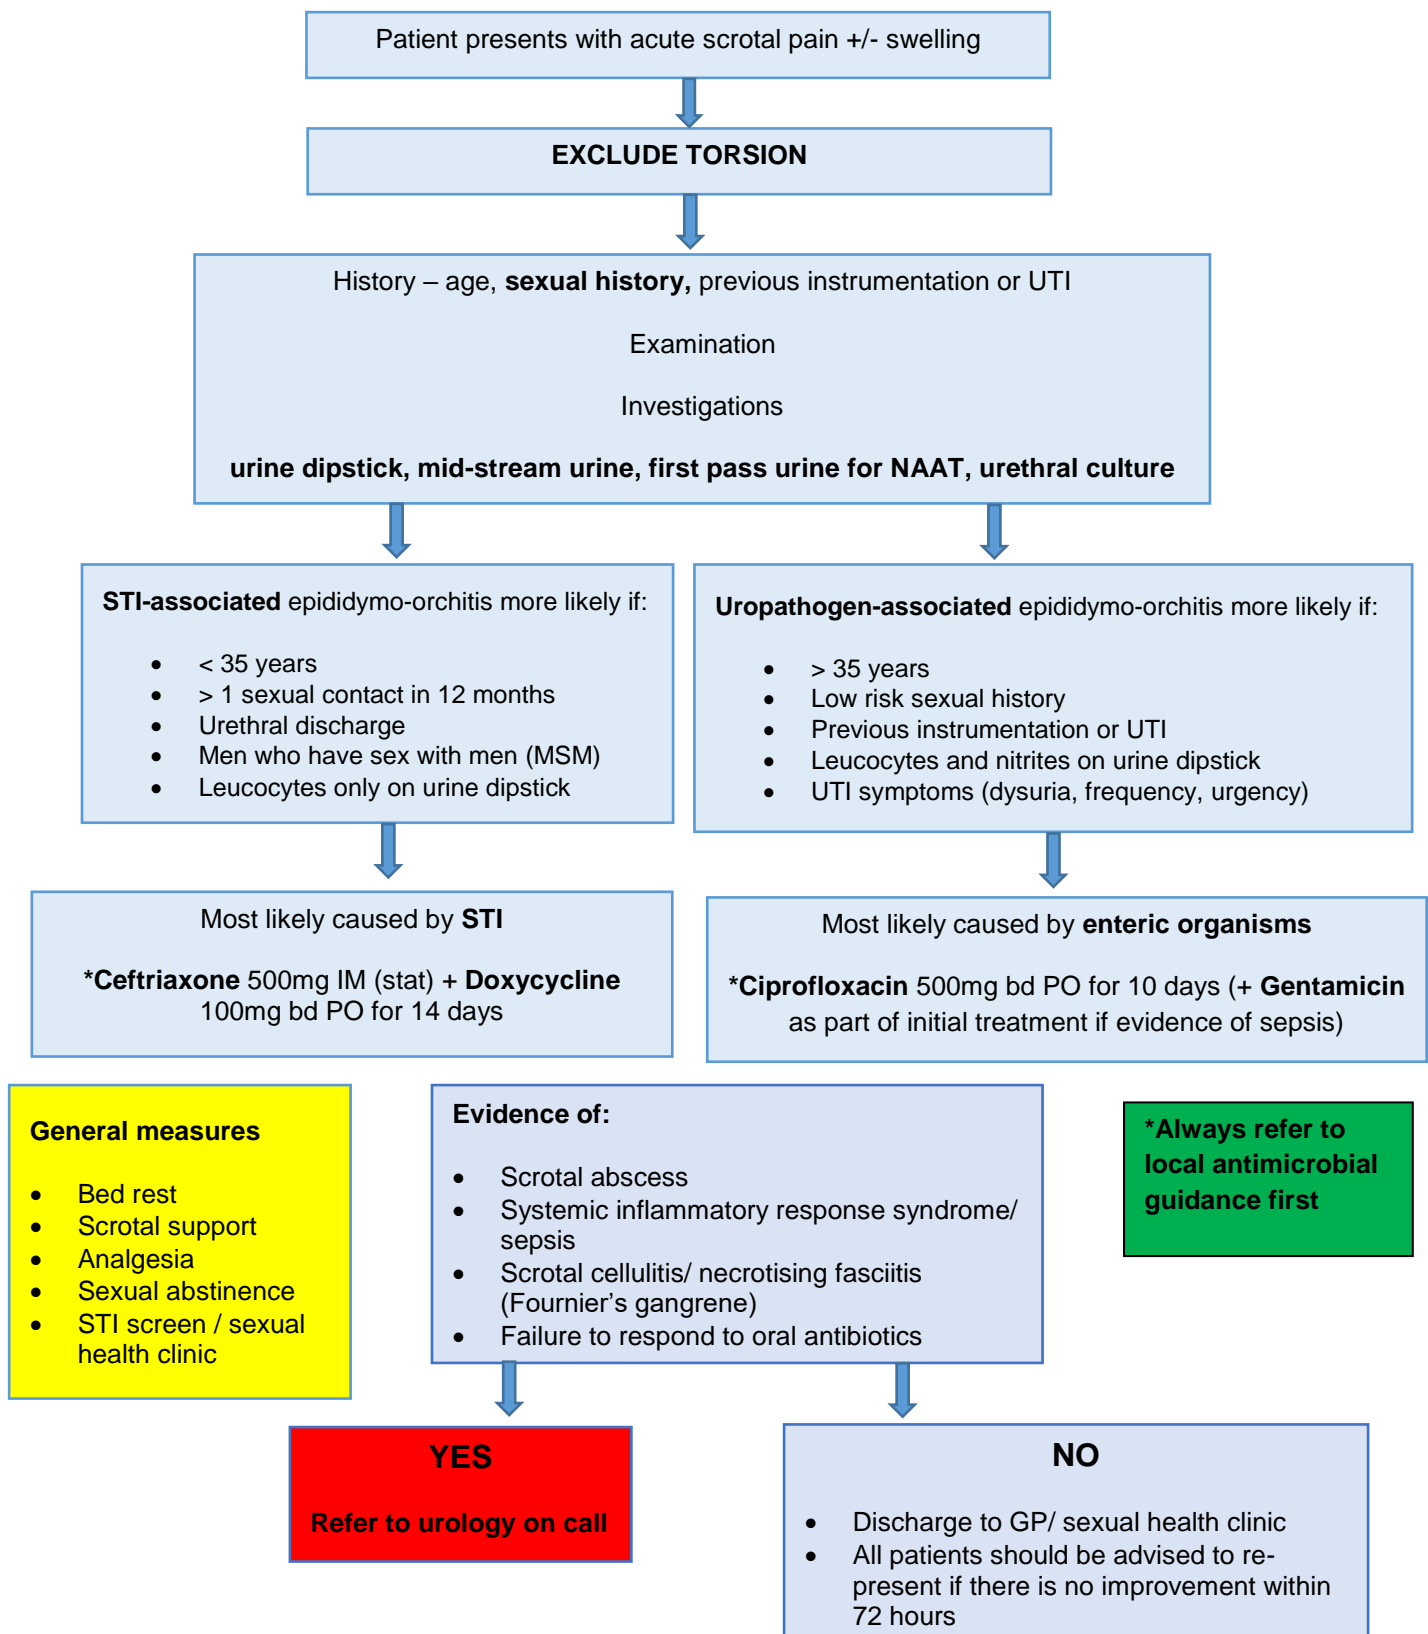 Patient presents with acute scrotal pain +/- swelling
EXCLUDE TORSION
History – age, sexual history, previous instrumentation or UTI
Examination
Investigations
urine dipstick, mid-stream urine, first pass urine for NAAT, urethral culture
STI-associated epididymo-orchitis more likely if:
• < 35 years
• > 1 sexual contact in 12 months
• Urethral discharge
• Men who have sex with men (MSM)
• Leucocytes only on urine dipstick
Uropathogen-associated epididymo-orchitis more likely if:
• > 35 years
• Low risk sexual history
• Previous instrumentation or UTI
• Leucocytes and nitrites on urine dipstick
• UTI symptoms (dysuria, frequency, urgency)
Most likely caused by STI
*Ceftriaxone 500mg IM (stat) + Doxycycline
100mg bd PO for 14 days
Most likely caused by enteric organisms
*Ciprofloxacin 500mg bd PO for 10 days (+ Gentamicin
as part of initial treatment if evidence of sepsis)
General measures
• Bed rest
• Scrotal support
• Analgesia
• Sexual abstinence
• STI screen / sexual
health clinic
Evidence of:
• Scrotal abscess
• Systemic inflammatory response syndrome/
sepsis
• Scrotal cellulitis/ necrotising fasciitis
(Fournier’s gangrene)
• Failure to respond to oral antibiotics
*Always refer to
local antimicrobial
guidance first
YES
Refer to urology on call
NO
• Discharge to GP/ sexual health clinic
• All patients should be advised to re-
present if there is no improvement within
72 hours